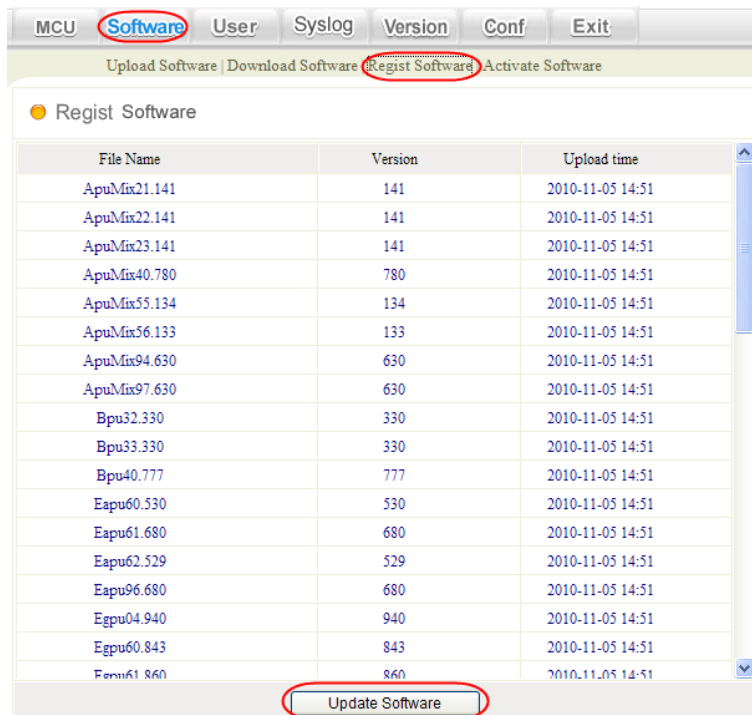 MCU Software User Syslog Version Conf Exit
Upload Software | Download Software | Regist Software | Activate Software
Regist Software
File Name Version Upload time
ApuMix21.141 141 2010-11-05 14:51
ApuMix22.141 141 2010-11-05 14:51
ApuMix23.141 141 2010-11-05 14:51
ApuMix40.780 780 2010-11-05 14:51
ApuMix55.134 134 2010-11-05 14:51
ApuMix56.133 133 2010-11-05 14:51
ApuMix94.630 630 2010-11-05 14:51
ApuMix97.630 630 2010-11-05 14:51
Bpu32.330 330 2010-11-05 14:51
Bpu33.330 330 2010-11-05 14:51
Bpu40.777 777 2010-11-05 14:51
Eapu60.530 530 2010-11-05 14:51
Eapu61.680 680 2010-11-05 14:51
Eapu62.529 529 2010-11-05 14:51
Eapu96.680 680 2010-11-05 14:51
Egpu04.940 940 2010-11-05 14:51
Egpu60.843 843 2010-11-05 14:51
Egpu61.860 860 2010-11-05 14:51
Update Software